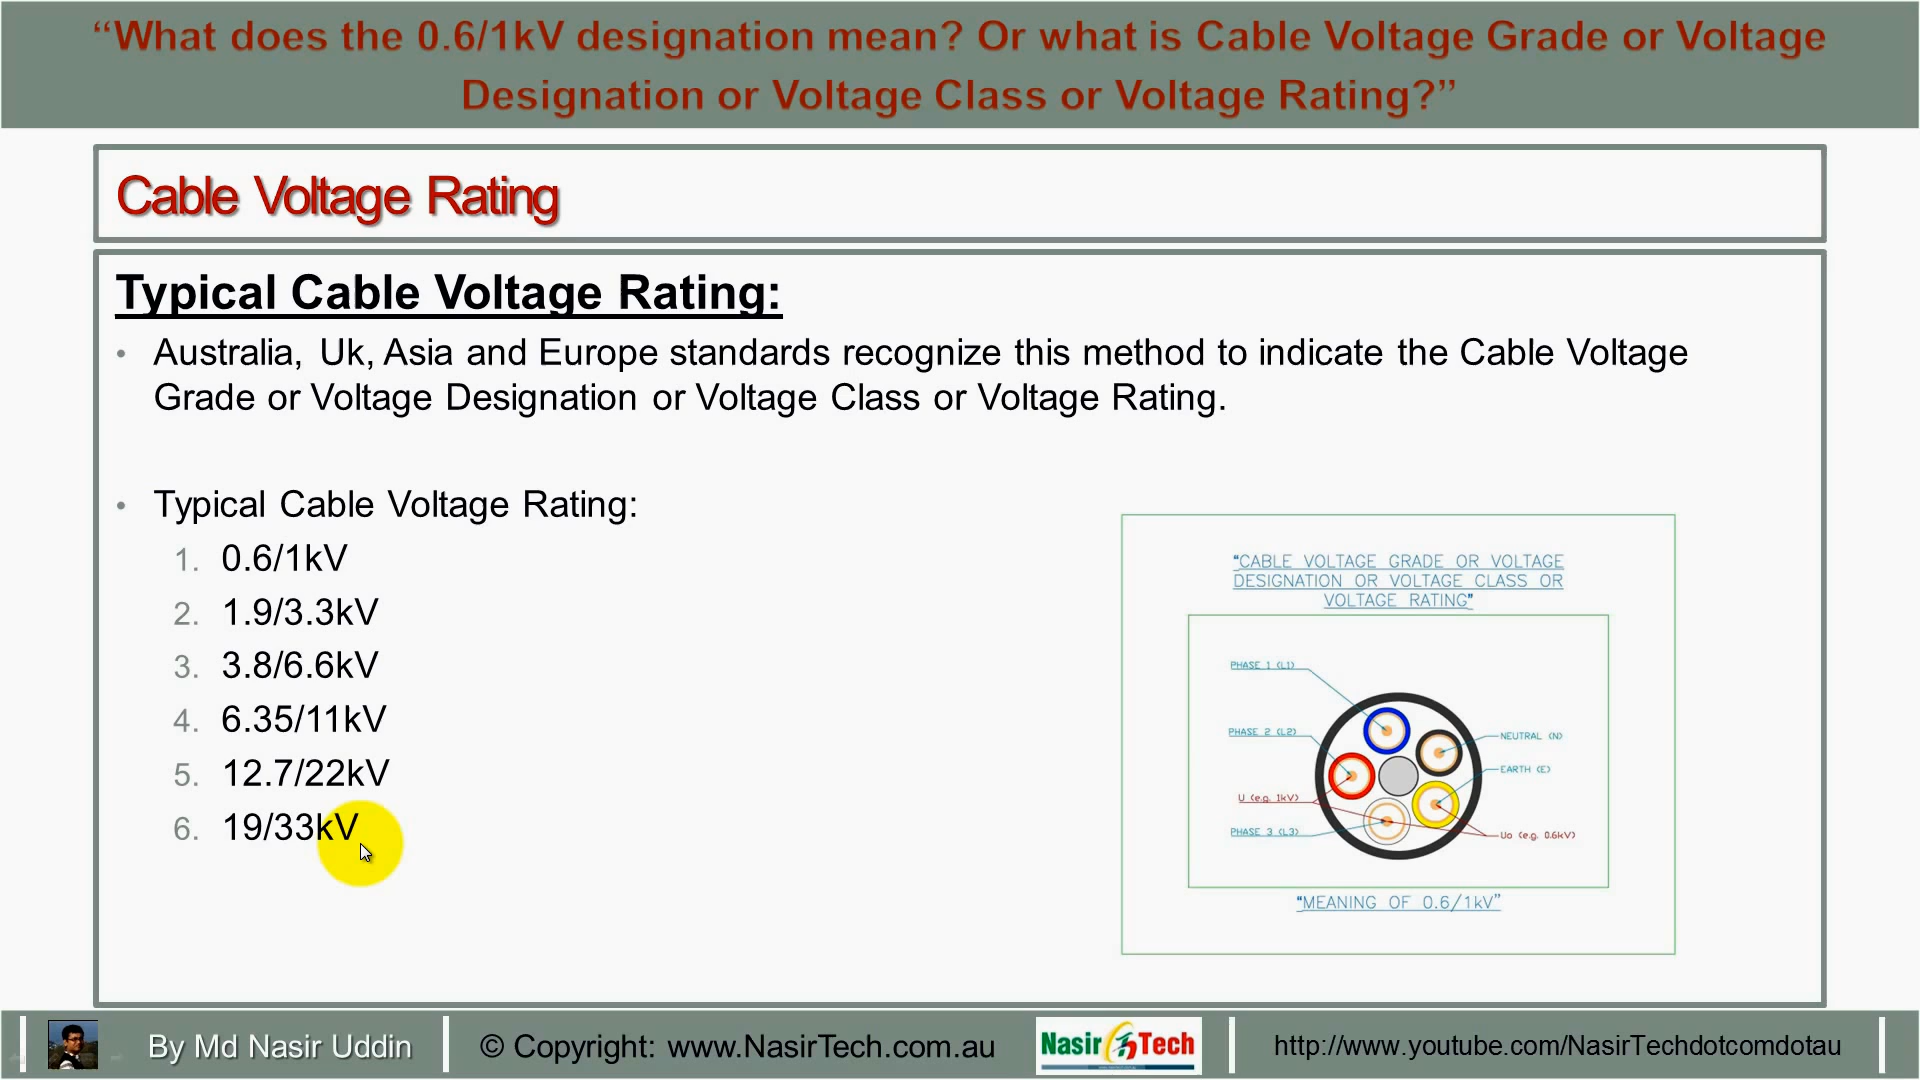 “What does the 0.6/1kV designation mean? Or what is Cable Voltage Grade or Voltage
Designation or Voltage Class or Voltage Rating?”
Cable Voltage Rating
Typical Cable Voltage Rating:
• Australia, Uk, Asia and Europe standards recognize this method to indicate the Cable Voltage
Grade or Voltage Designation or Voltage Class or Voltage Rating.
• Typical Cable Voltage Rating:
1. 0.6/1kV
2. 1.9/3.3kV
3. 3.8/6.6kV
4. 6.35/11kV
5. 12.7/22kV
6. 19/33kV
“CABLE VOLTAGE GRADE OR VOLTAGE
DESIGNATION OR VOLTAGE CLASS OR
VOLTAGE RATING”
PHASE 1 (L1)
PHASE 2 (L2)
NEUTRAL (N)
EARTH (E)
U (e.g. 1kV)
PHASE 3 (L3)
Uo (e.g. 0.6kV)
“MEANING OF 0.6/1kV”
By Md Nasir Uddin
© Copyright: www.NasirTech.com.au
Nasir Tech
http://www.youtube.com/NasirTechdotcomdotau